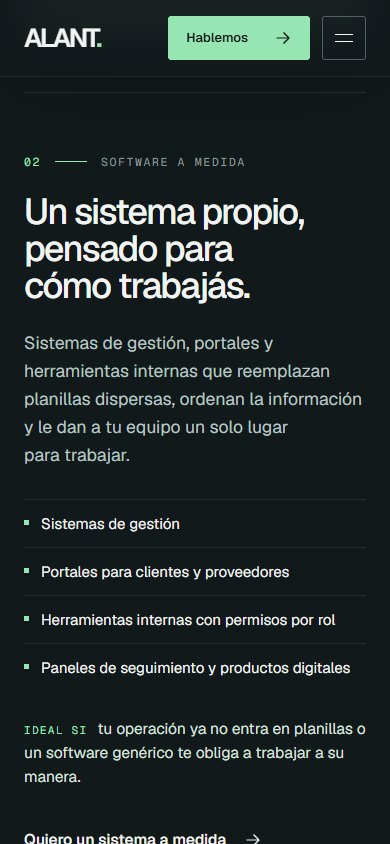 ALANT.
Hablemos
02 SOFTWARE A MEDIDA
Un sistema propio,
pensado para
cómo trabajás.
Sistemas de gestión, portales y
herramientas internas que reemplazan
planillas dispersas, ordenan la información
y le dan a tu equipo un solo lugar
para trabajar.
Sistemas de gestión
Portales para clientes y proveedores
Herramientas internas con permisos por rol
Paneles de seguimiento y productos digitales
IDEAL SI tu operación ya no entra en planillas o
un software genérico te obliga a trabajar a su
manera.
Quiero un sistema a medida